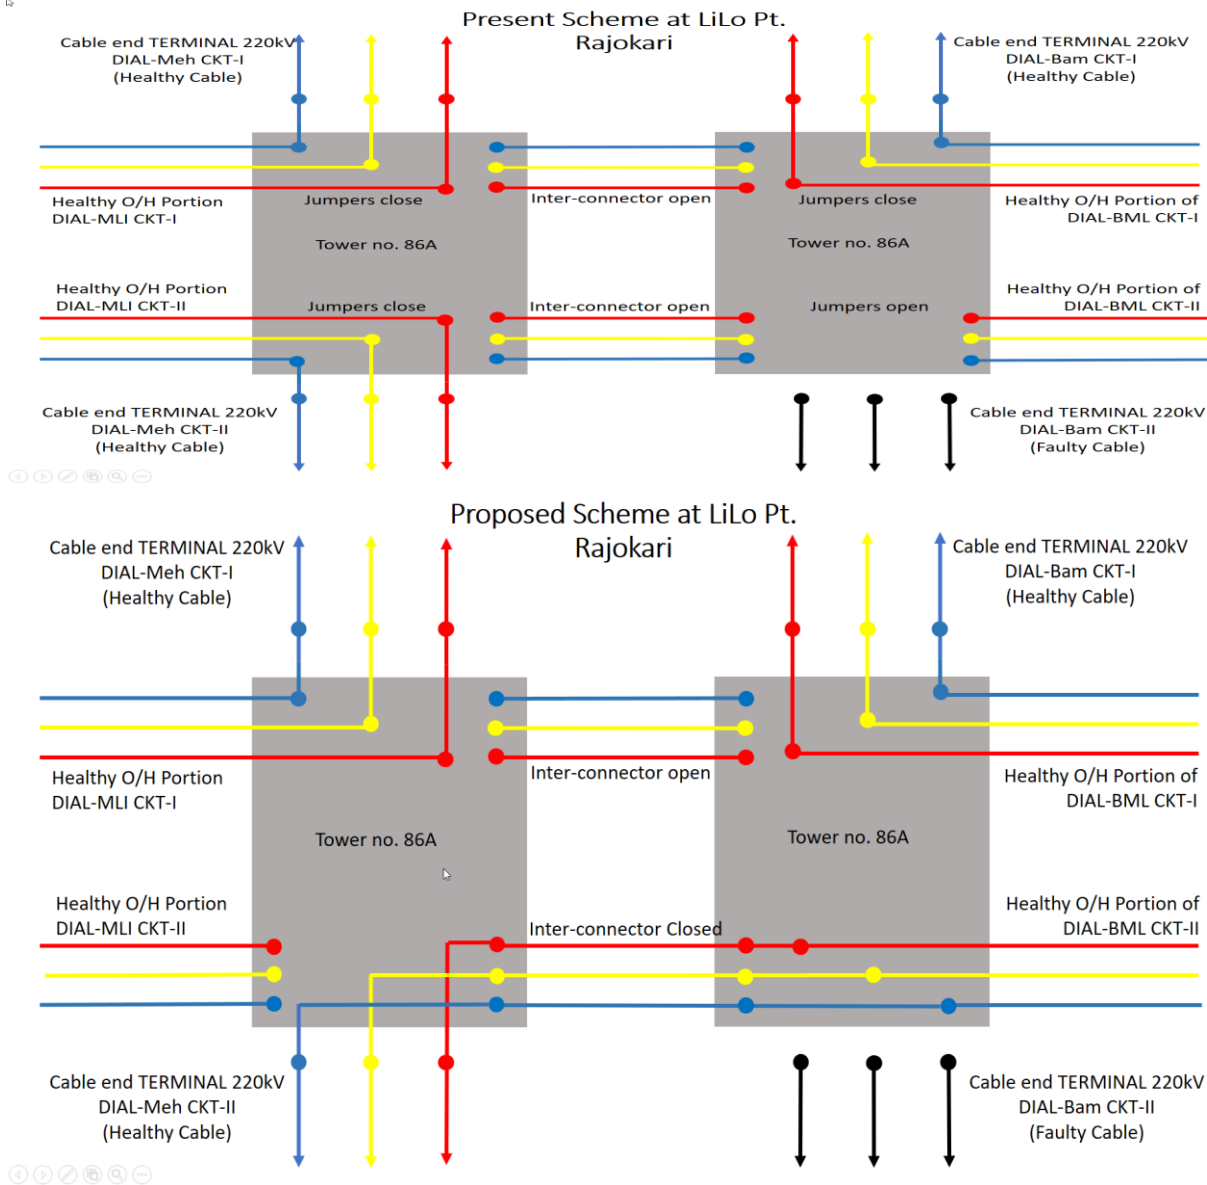 Present Scheme at LiLo Pt.
Rajokari
Cable end TERMINAL 220kV
DIAL-Meh CKT-I
(Healthy Cable)
Cable end TERMINAL 220kV
DIAL-Bam CKT-I
(Healthy Cable)
Healthy O/H Portion
DIAL-MLI CKT-I
Jumpers close
Inter-connector open
Jumpers close
Healthy O/H Portion of
DIAL-BML CKT-I
Tower no. 86A
Tower no. 86A
Healthy O/H Portion
DIAL-MLI CKT-II
Jumpers close
Inter-connector open
Jumpers open
Healthy O/H Portion of
DIAL-BML CKT-II
Cable end TERMINAL 220kV
DIAL-Meh CKT-II
(Healthy Cable)
Cable end TERMINAL 220kV
DIAL-Bam CKT-II
(Faulty Cable)
Proposed Scheme at LiLo Pt.
Rajokari
Cable end TERMINAL 220kV
DIAL-Meh CKT-I
(Healthy Cable)
Cable end TERMINAL 220kV
DIAL-Bam CKT-I
(Healthy Cable)
Healthy O/H Portion
DIAL-MLI CKT-I
Inter-connector open
Healthy O/H Portion of
DIAL-BML CKT-I
Tower no. 86A
Tower no. 86A
Healthy O/H Portion
DIAL-MLI CKT-II
Inter-connector Closed
Healthy O/H Portion of
DIAL-BML CKT-II
Cable end TERMINAL 220kV
DIAL-Meh CKT-II
(Healthy Cable)
Cable end TERMINAL 220kV
DIAL-Bam CKT-II
(Faulty Cable)